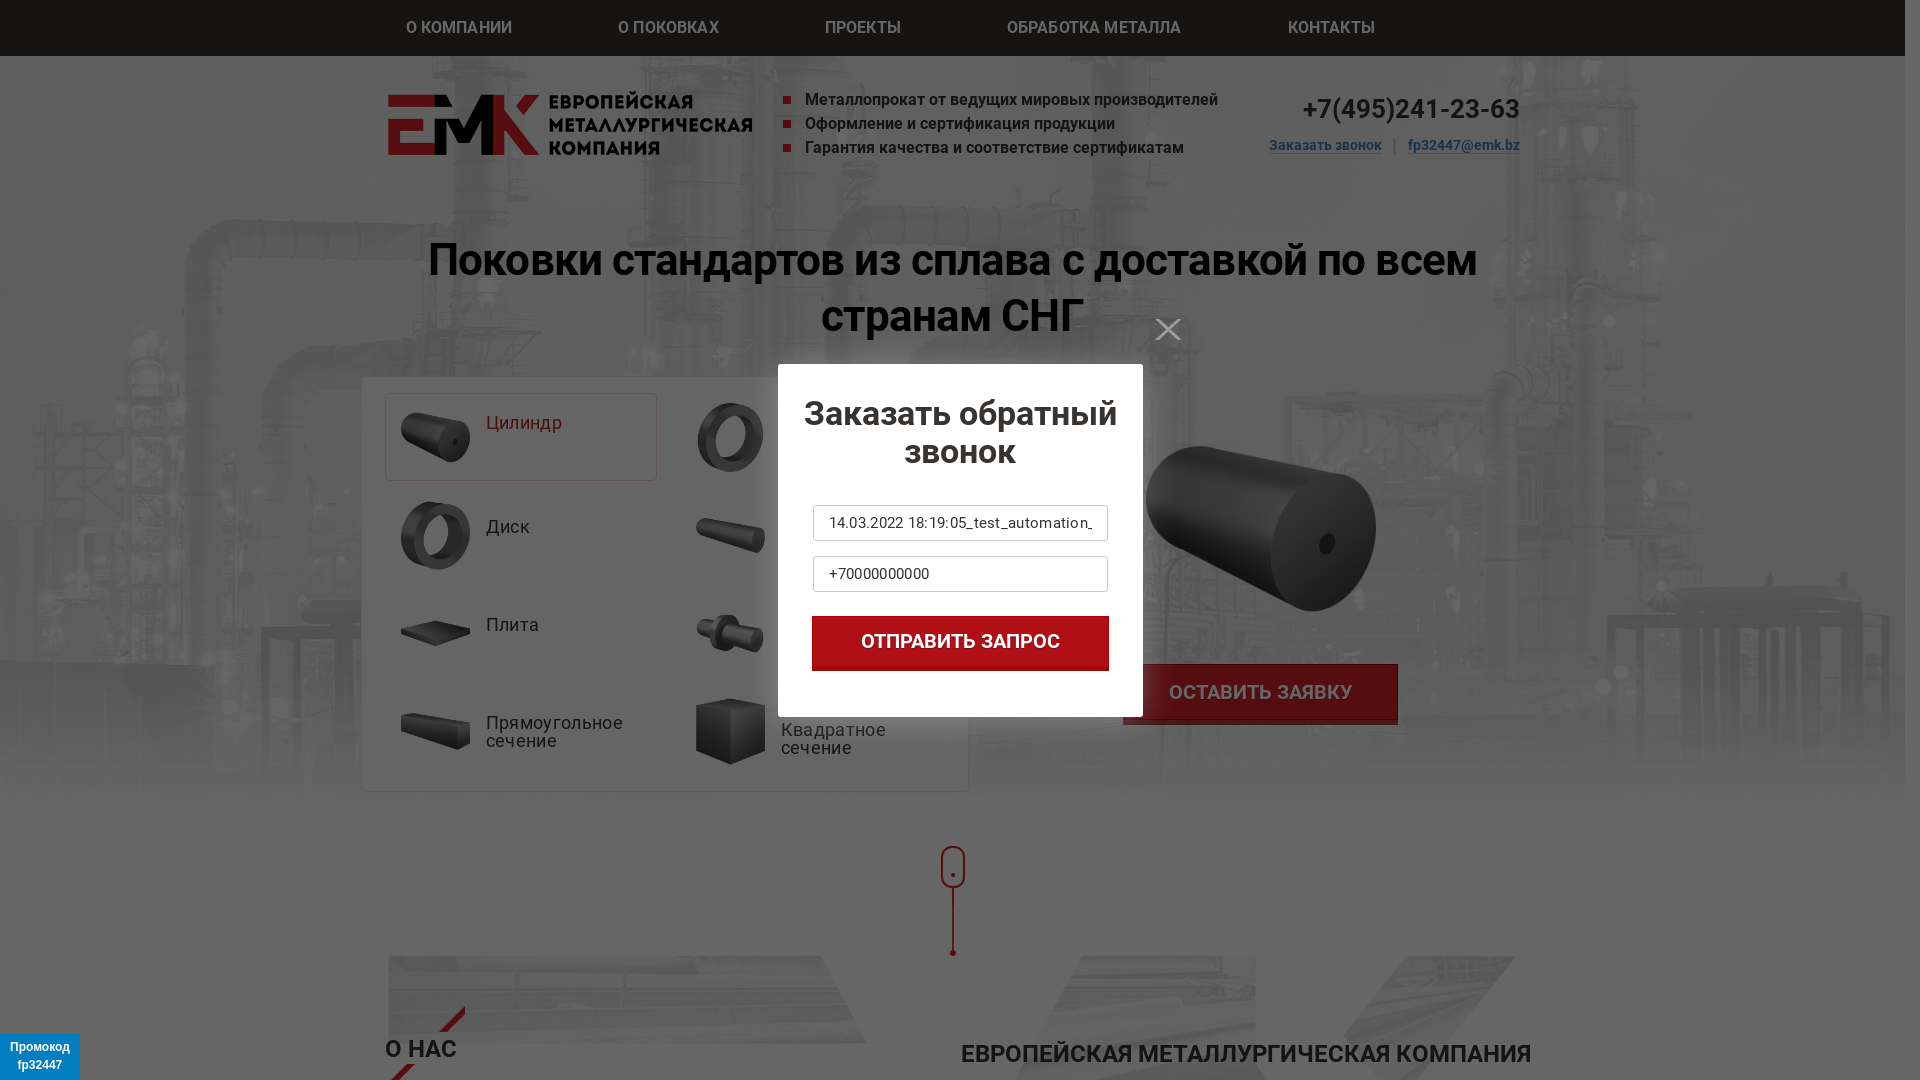 О КОМПАНИИ
О ПОКОВКАХ
ПРОЕКТЫ
ОБРАБОТКА МЕТАЛЛА
КОНТАКТЫ
ЕМК
ЕВРОПЕЙСКАЯ
МЕТАЛЛУРГИЧЕСКАЯ
КОМПАНИЯ
Металлопрокат от ведущих мировых производителей
Оформление и сертификация продукции
Гарантия качества и соответствие сертификатам
+7(495)241-23-63
Заказать звонок | fp32447@emk.bz
Поковки стандартов из сплава с доставкой по всем
странам СНГ
Цилиндр
Диск
Плита
Прямоугольное
сечение
Квадратное
сечение
Заказать обратный
звонок
14.03.2022 18:19:05_test_automation_
+70000000000
ОТПРАВИТЬ ЗАПРОС
ОСТАВИТЬ ЗАЯВКУ
О НАС
ЕВРОПЕЙСКАЯ МЕТАЛЛУРГИЧЕСКАЯ КОМПАНИЯ
Промокод
fp32447